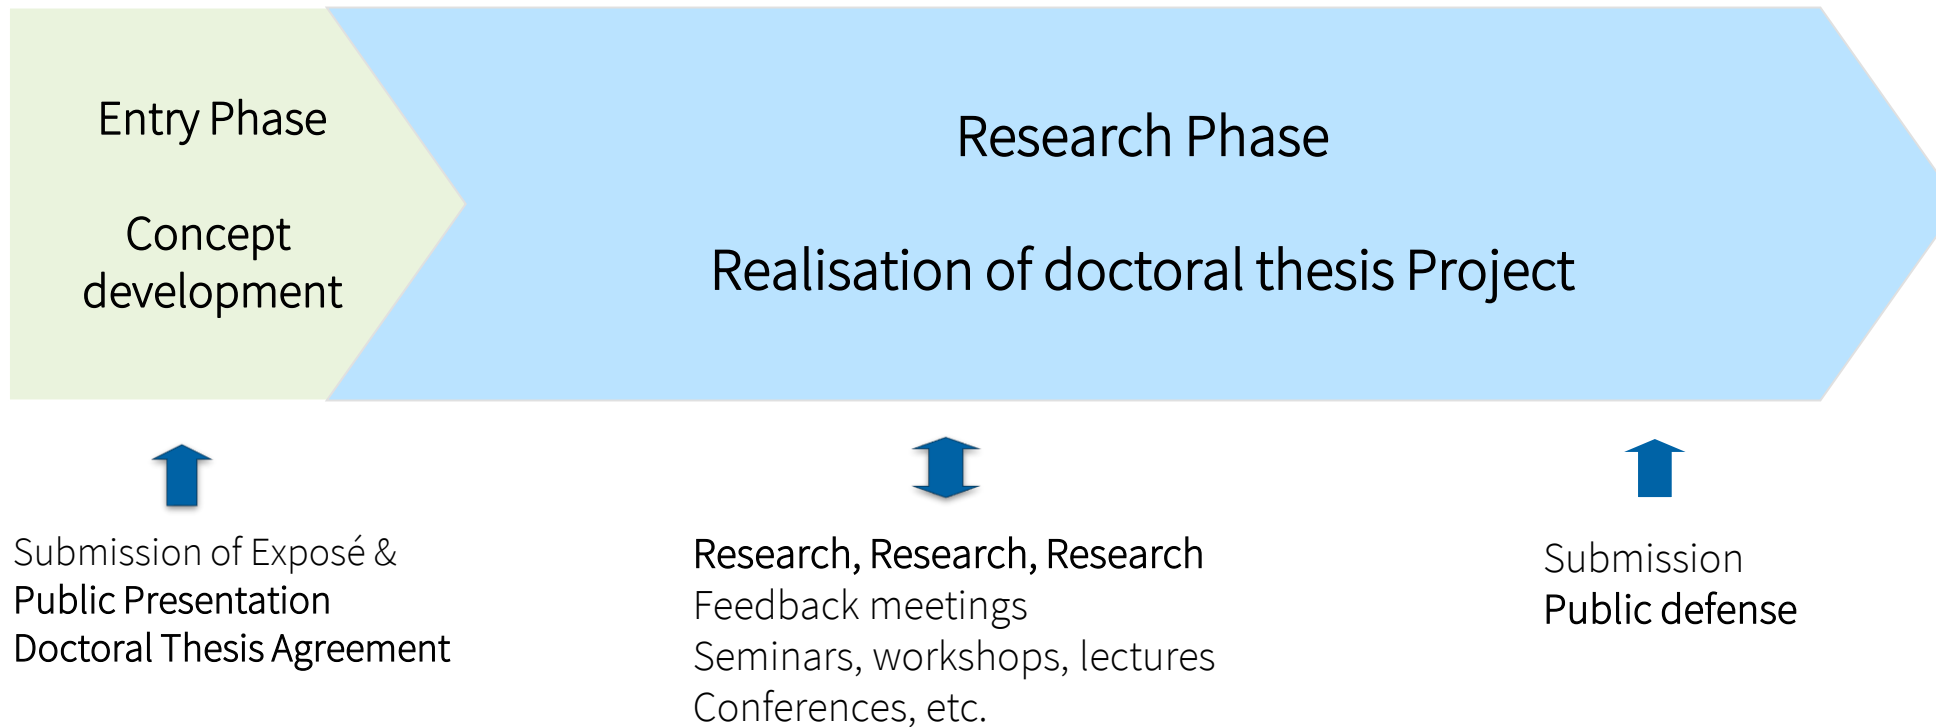 Entry Phase
Concept
development
Research Phase
Realisation of doctoral thesis Project
Submission of Exposé &
Public Presentation
Doctoral Thesis Agreement
Research, Research, Research
Feedback meetings
Seminars, workshops, lectures
Conferences, etc.
Submission
Public defense